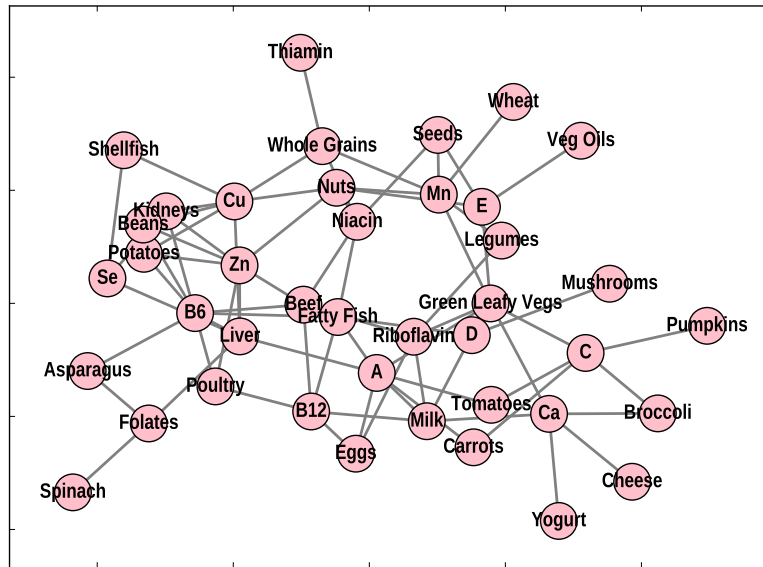 Thiamin
Wheat
Seeds
Veg Oils
Shellfish
Whole Grains
Nuts
Mn
Cu
E
Kidneys
Niacin
Beans
Legumes
Potatoes
Zn
Se
Mushrooms
Beef
Green Leafy Vegs
B6
Fatty Fish
Pumpkins
Liver
Riboflavin
D
C
Asparagus
A
Poultry
Tomatoes
B12
Ca
Broccoli
Folates
Milk
Carrots
Eggs
Cheese
Spinach
Yogurt